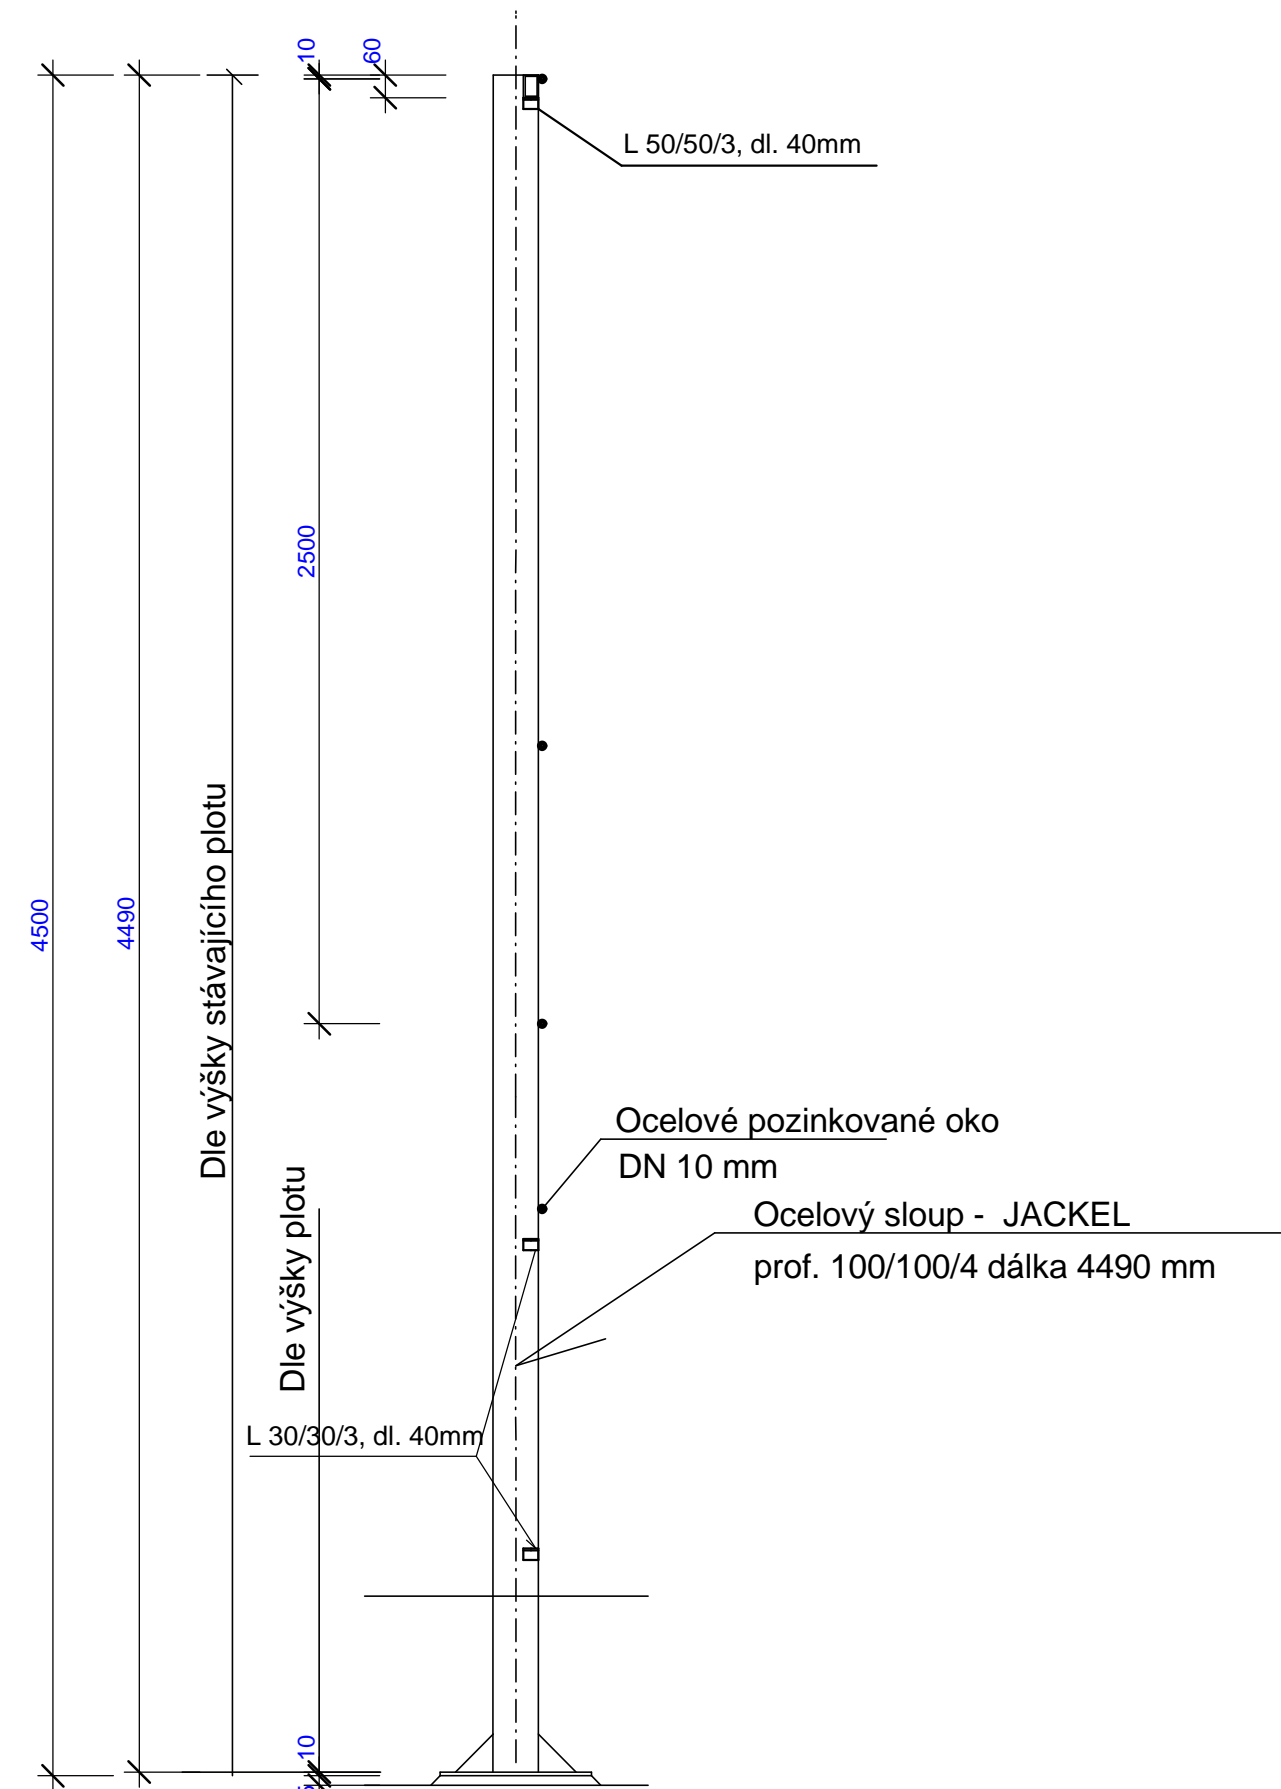 10
60
L 50/50/3, dl. 40mm
2500
4500
4490
Dle výšky stávajícího plotu
Ocelové pozinkované oko
DN 10 mm
Dle výšky plotu
Ocelový sloup - JACKEL
prof. 100/100/4 dálka 4490 mm
L 30/30/3, dl. 40mm
10